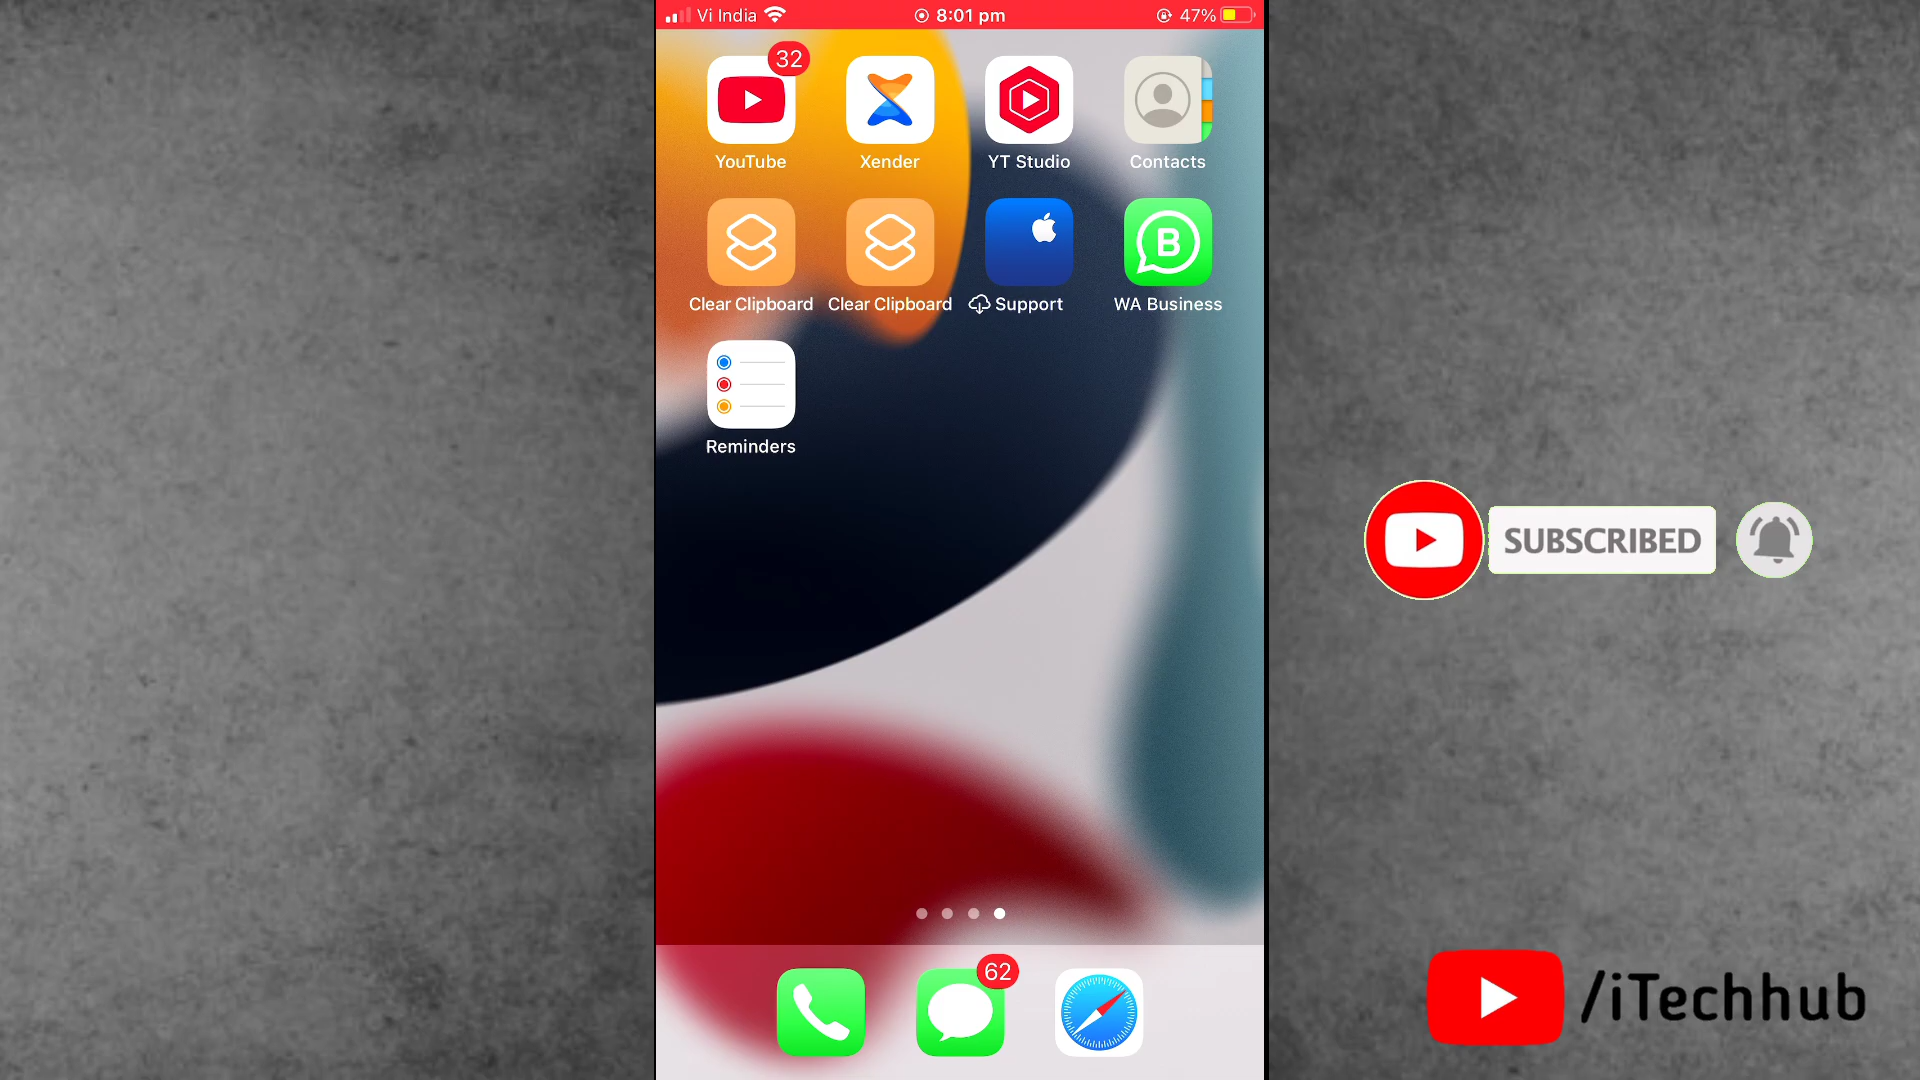 Vi India 8:01 pm 47%
32
YouTube Xender YT Studio Contacts
Clear Clipboard Clear Clipboard Support WA Business
B
Reminders
SUBSCRIBED
62
/iTechhub